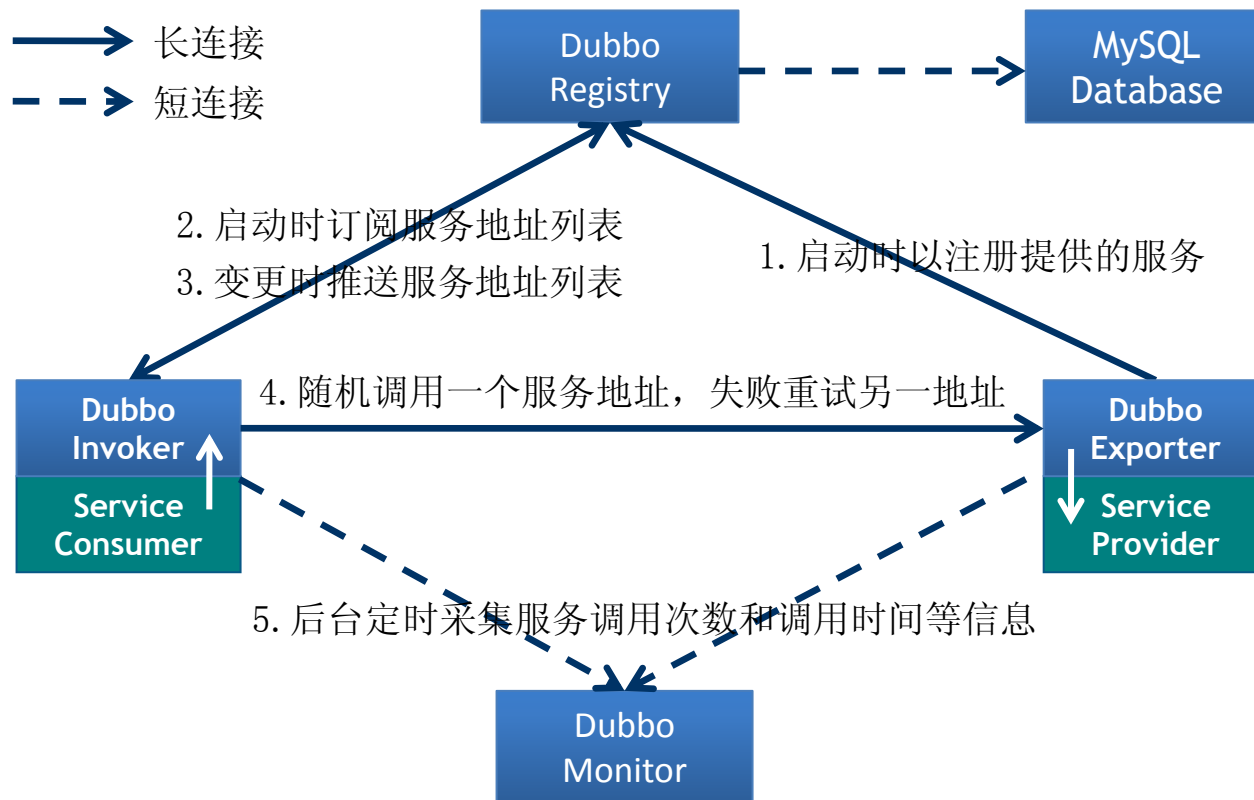 长连接
短连接
Dubbo
Registry
MySQL
Database
2.启动时订阅服务地址列表
3.变更时推送服务地址列表
1.启动时以注册提供的服务
4.随机调用一个服务地址，失败重试另一地址
Dubbo
Invoker
Service
Consumer
Dubbo
Exporter
Service
Provider
5.后台定时采集服务调用次数和调用时间等信息
Dubbo
Monitor